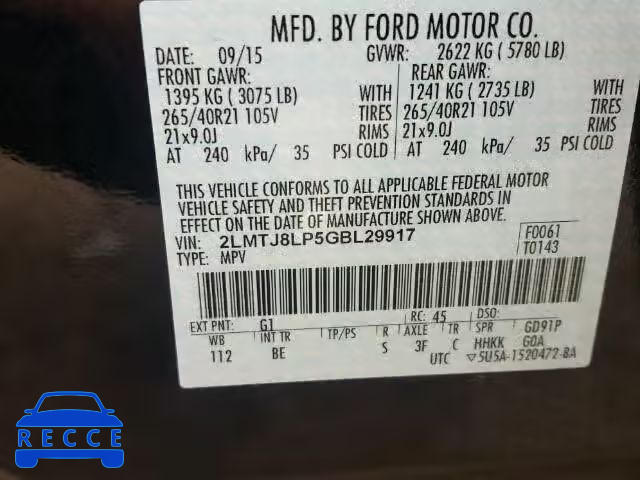 MFD. BY FORD MOTOR CO.
DATE: 09/15 GVWR: 2622 KG ( 5780 LB)
FRONT GAWR: REAR GAWR:
1395 KG ( 3075 LB) WITH 1241 KG ( 2735 LB) WITH
265/40R21 105V TIRES 265/40R21 105V TIRES
21x9.0J RIMS 21x9.0J RIMS
AT 240 kPa/ 35 PSI COLD AT 240 kPa/ 35 PSI COLD
THIS VEHICLE CONFORMS TO ALL APPLICABLE FEDERAL MOTOR
VEHICLE SAFETY AND THEFT PREVENTION STANDARDS IN
EFFECT ON THE DATE OF MANUFACTURE SHOWN ABOVE.
VIN: 2LMTJ8LP5GBL29917 F0061
TYPE: MPV T0143
EXT PNT: G1 RC: 45 DSO:
WB INT TR TP/PS R AXLE TR SPR GD91P
112 BE S 3F C HHKK GOA
UTC ▽5U5A-1520472-BA
RECCE